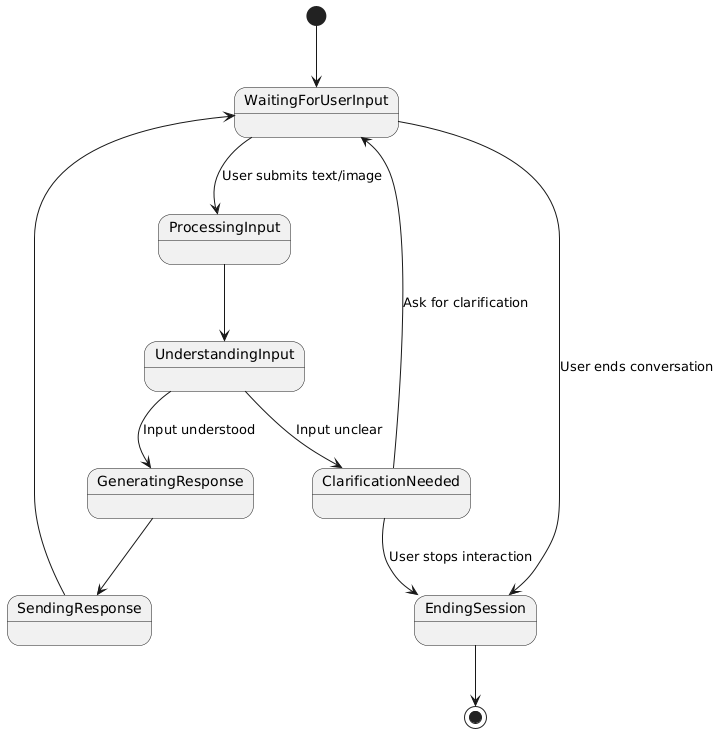 WaitingForUserInput
User submits text/image
ProcessingInput
Ask for clarification
UnderstandingInput
User ends conversation
Input understood
Input unclear
GeneratingResponse
ClarificationNeeded
User stops interaction
SendingResponse
EndingSession